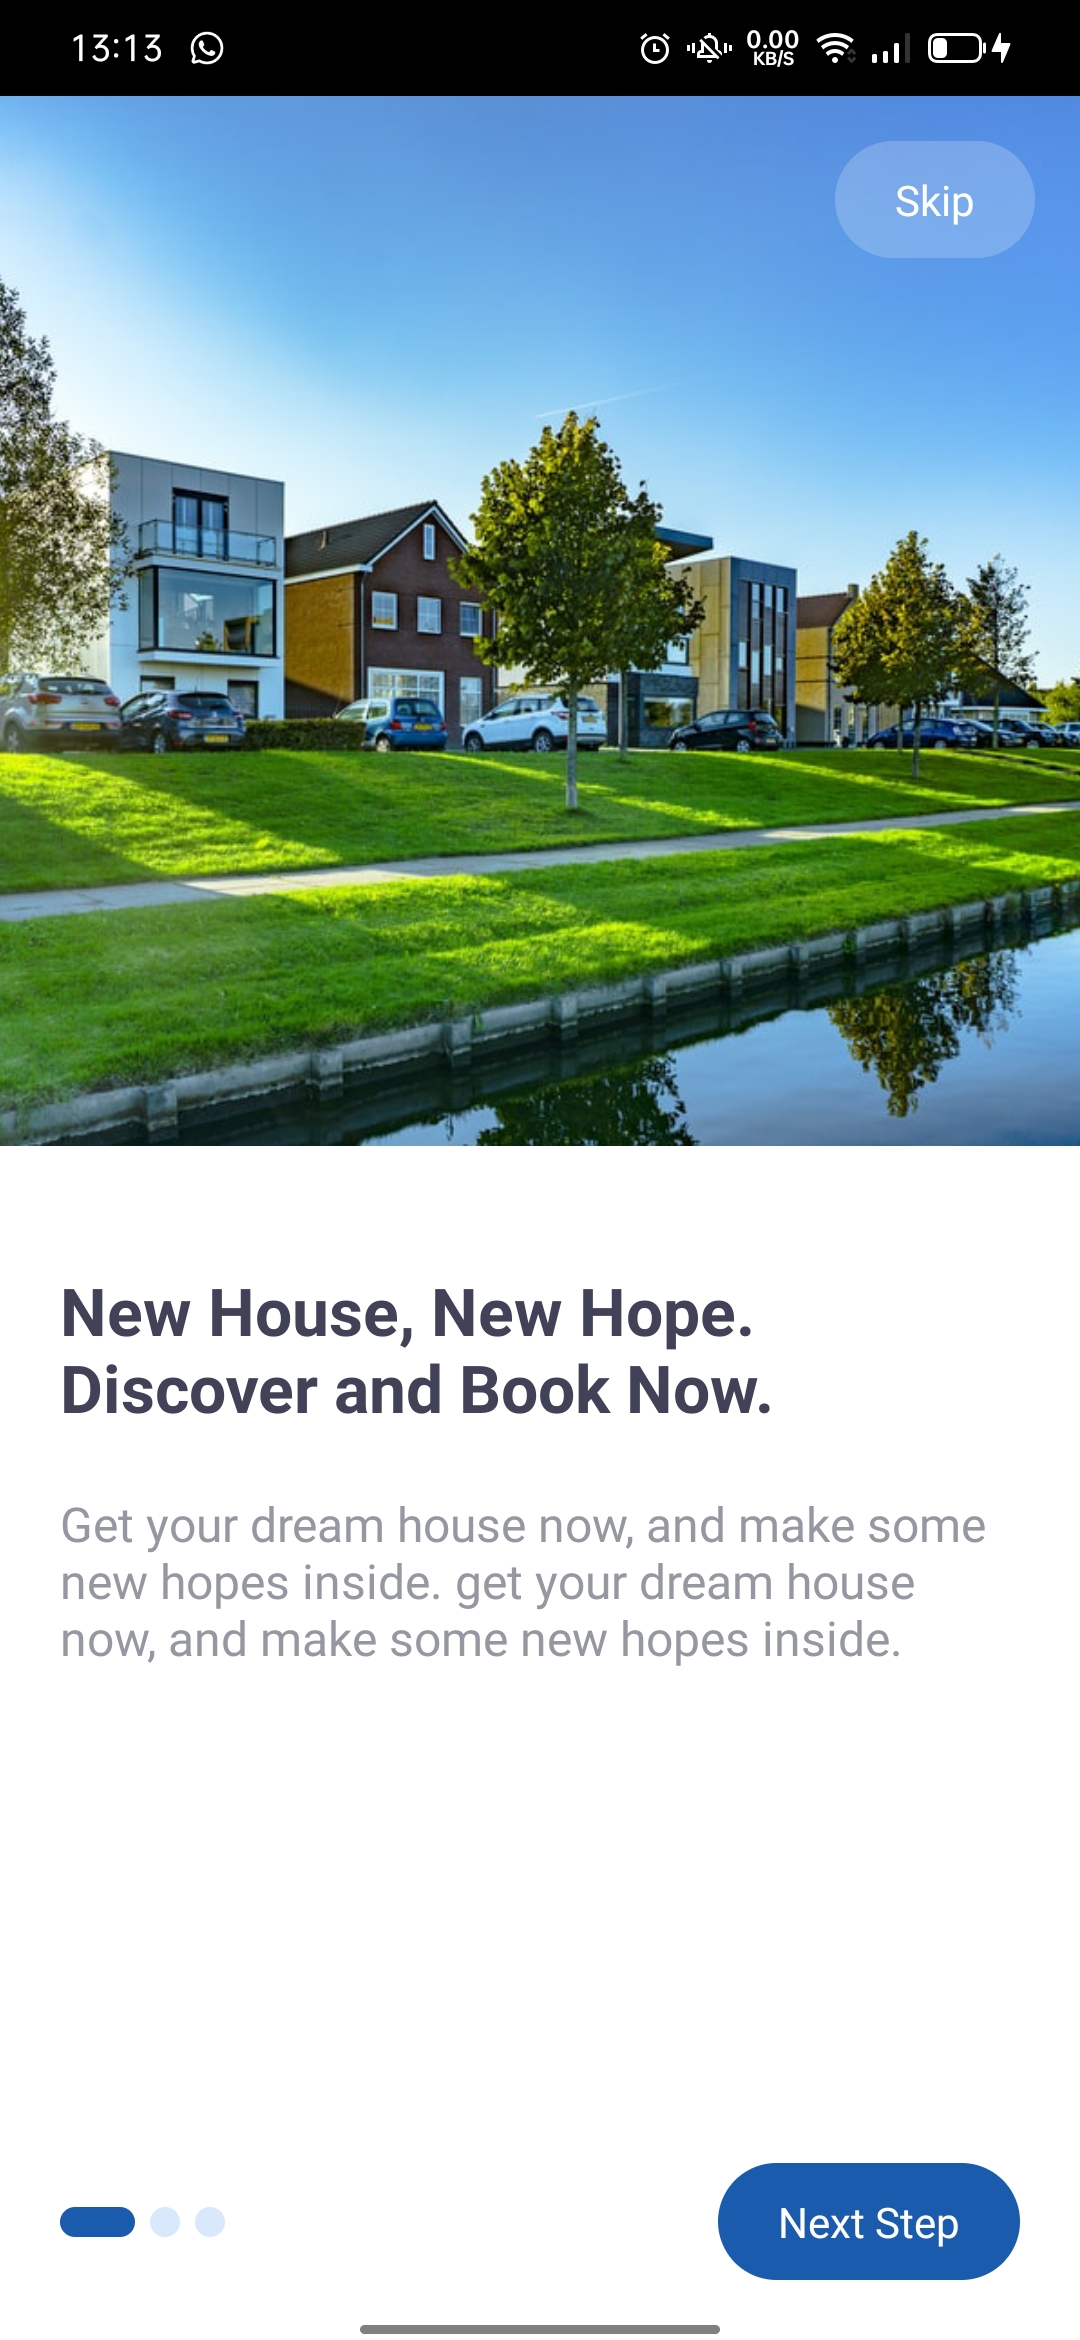 13:13
0.00
KB/S
Skip
New House, New Hope.
Discover and Book Now.
Get your dream house now, and make some
new hopes inside. get your dream house
now, and make some new hopes inside.
Next Step